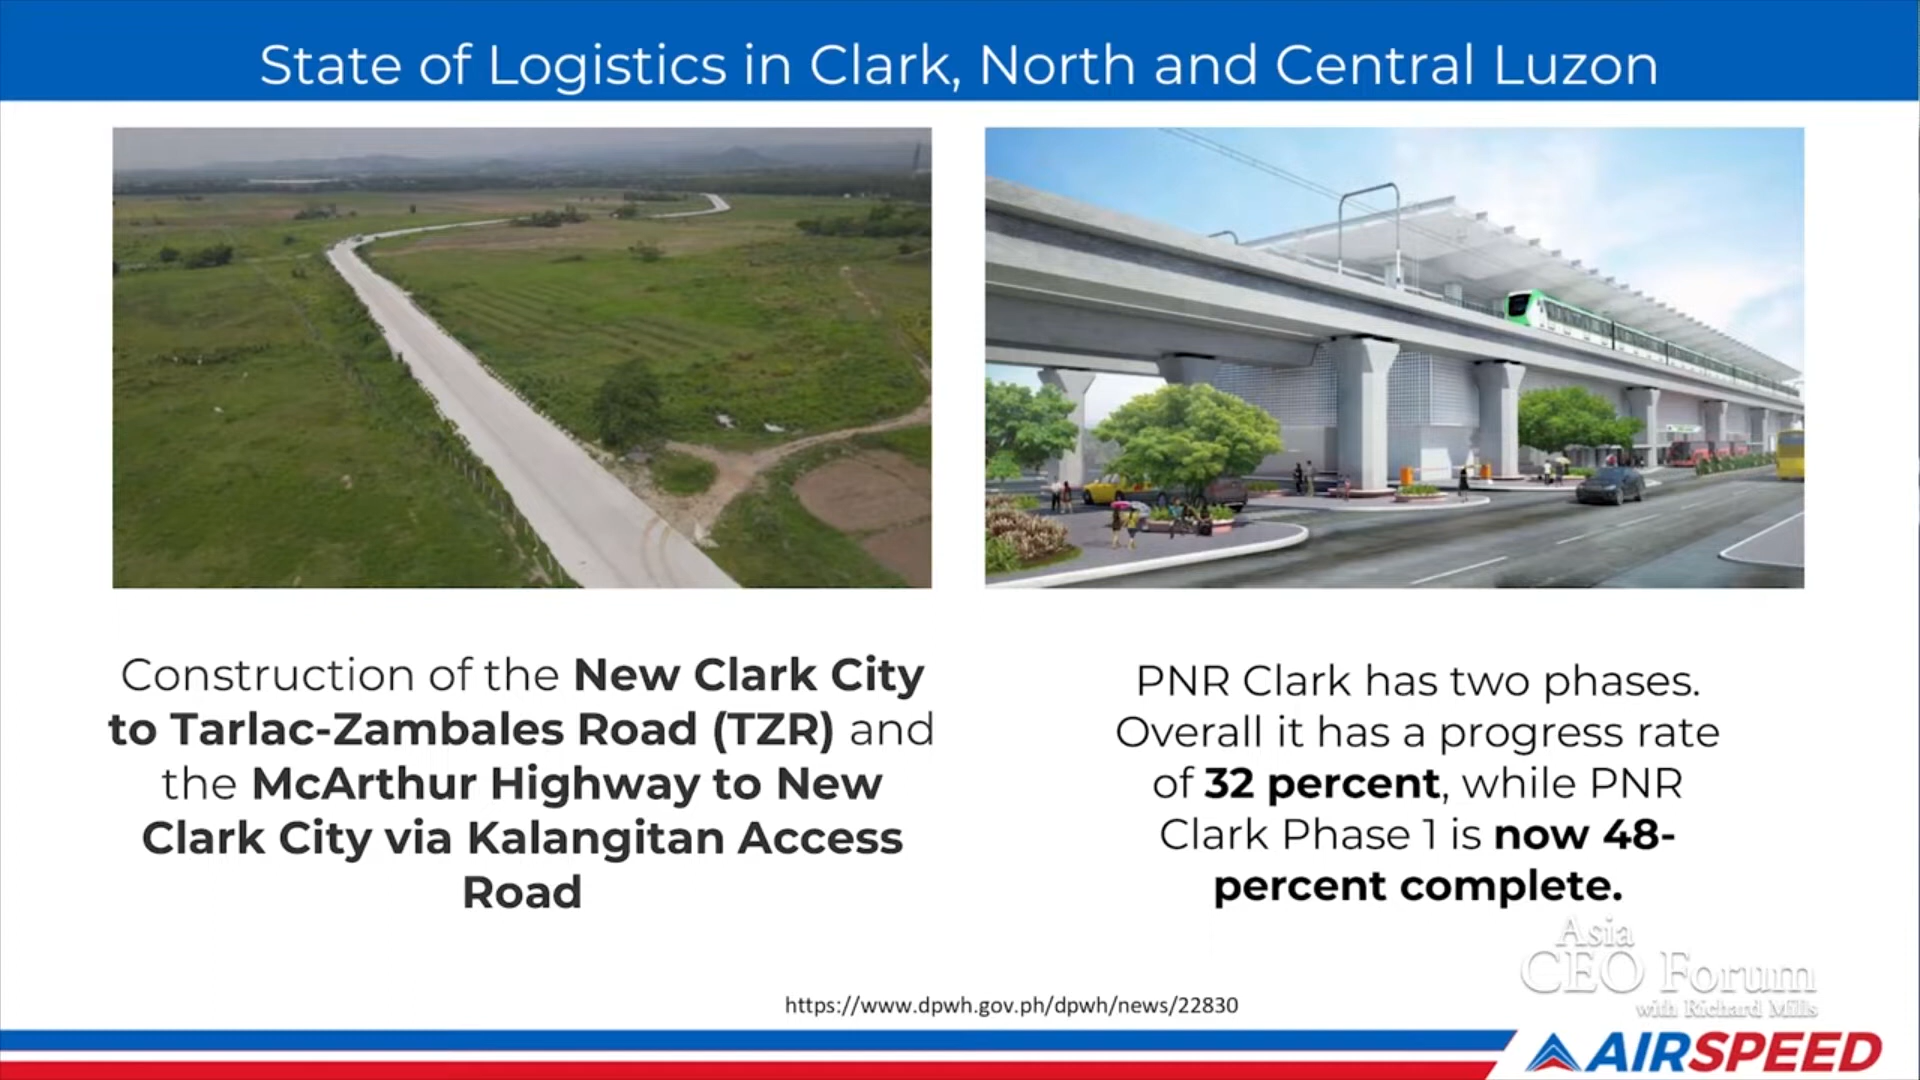 State of Logistics in Clark, North and Central Luzon
Construction of the New Clark City
to Tarlac-Zambales Road (TZR) and
the McArthur Highway to New
Clark City via Kalangitan Access
Road
PNR Clark has two phases.
Overall it has a progress rate
of 32 percent, while PNR
Clark Phase 1 is now 48-
percent complete.
Asia
CEO Forum
with Richard Mills
https://www.dpwh.gov.ph/dpwh/news/22830
AIRSPEED